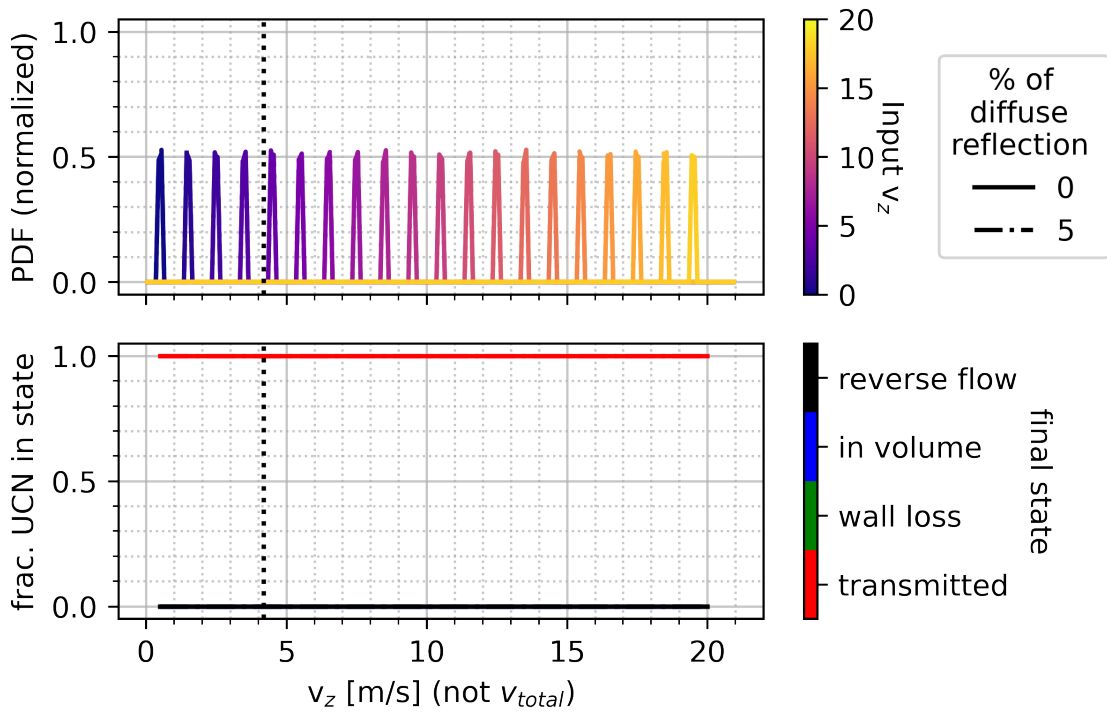 PDF (normalized)
1.0
0.5
0.0
20
15
10
5
0
Input v_z
% of
diffuse
reflection
0
5
frac. UCN in state
1.0
0.5
0.0
0
5
10
15
20
v_z [m/s] (not v_total)
reverse flow
in volume
wall loss
transmitted
final state